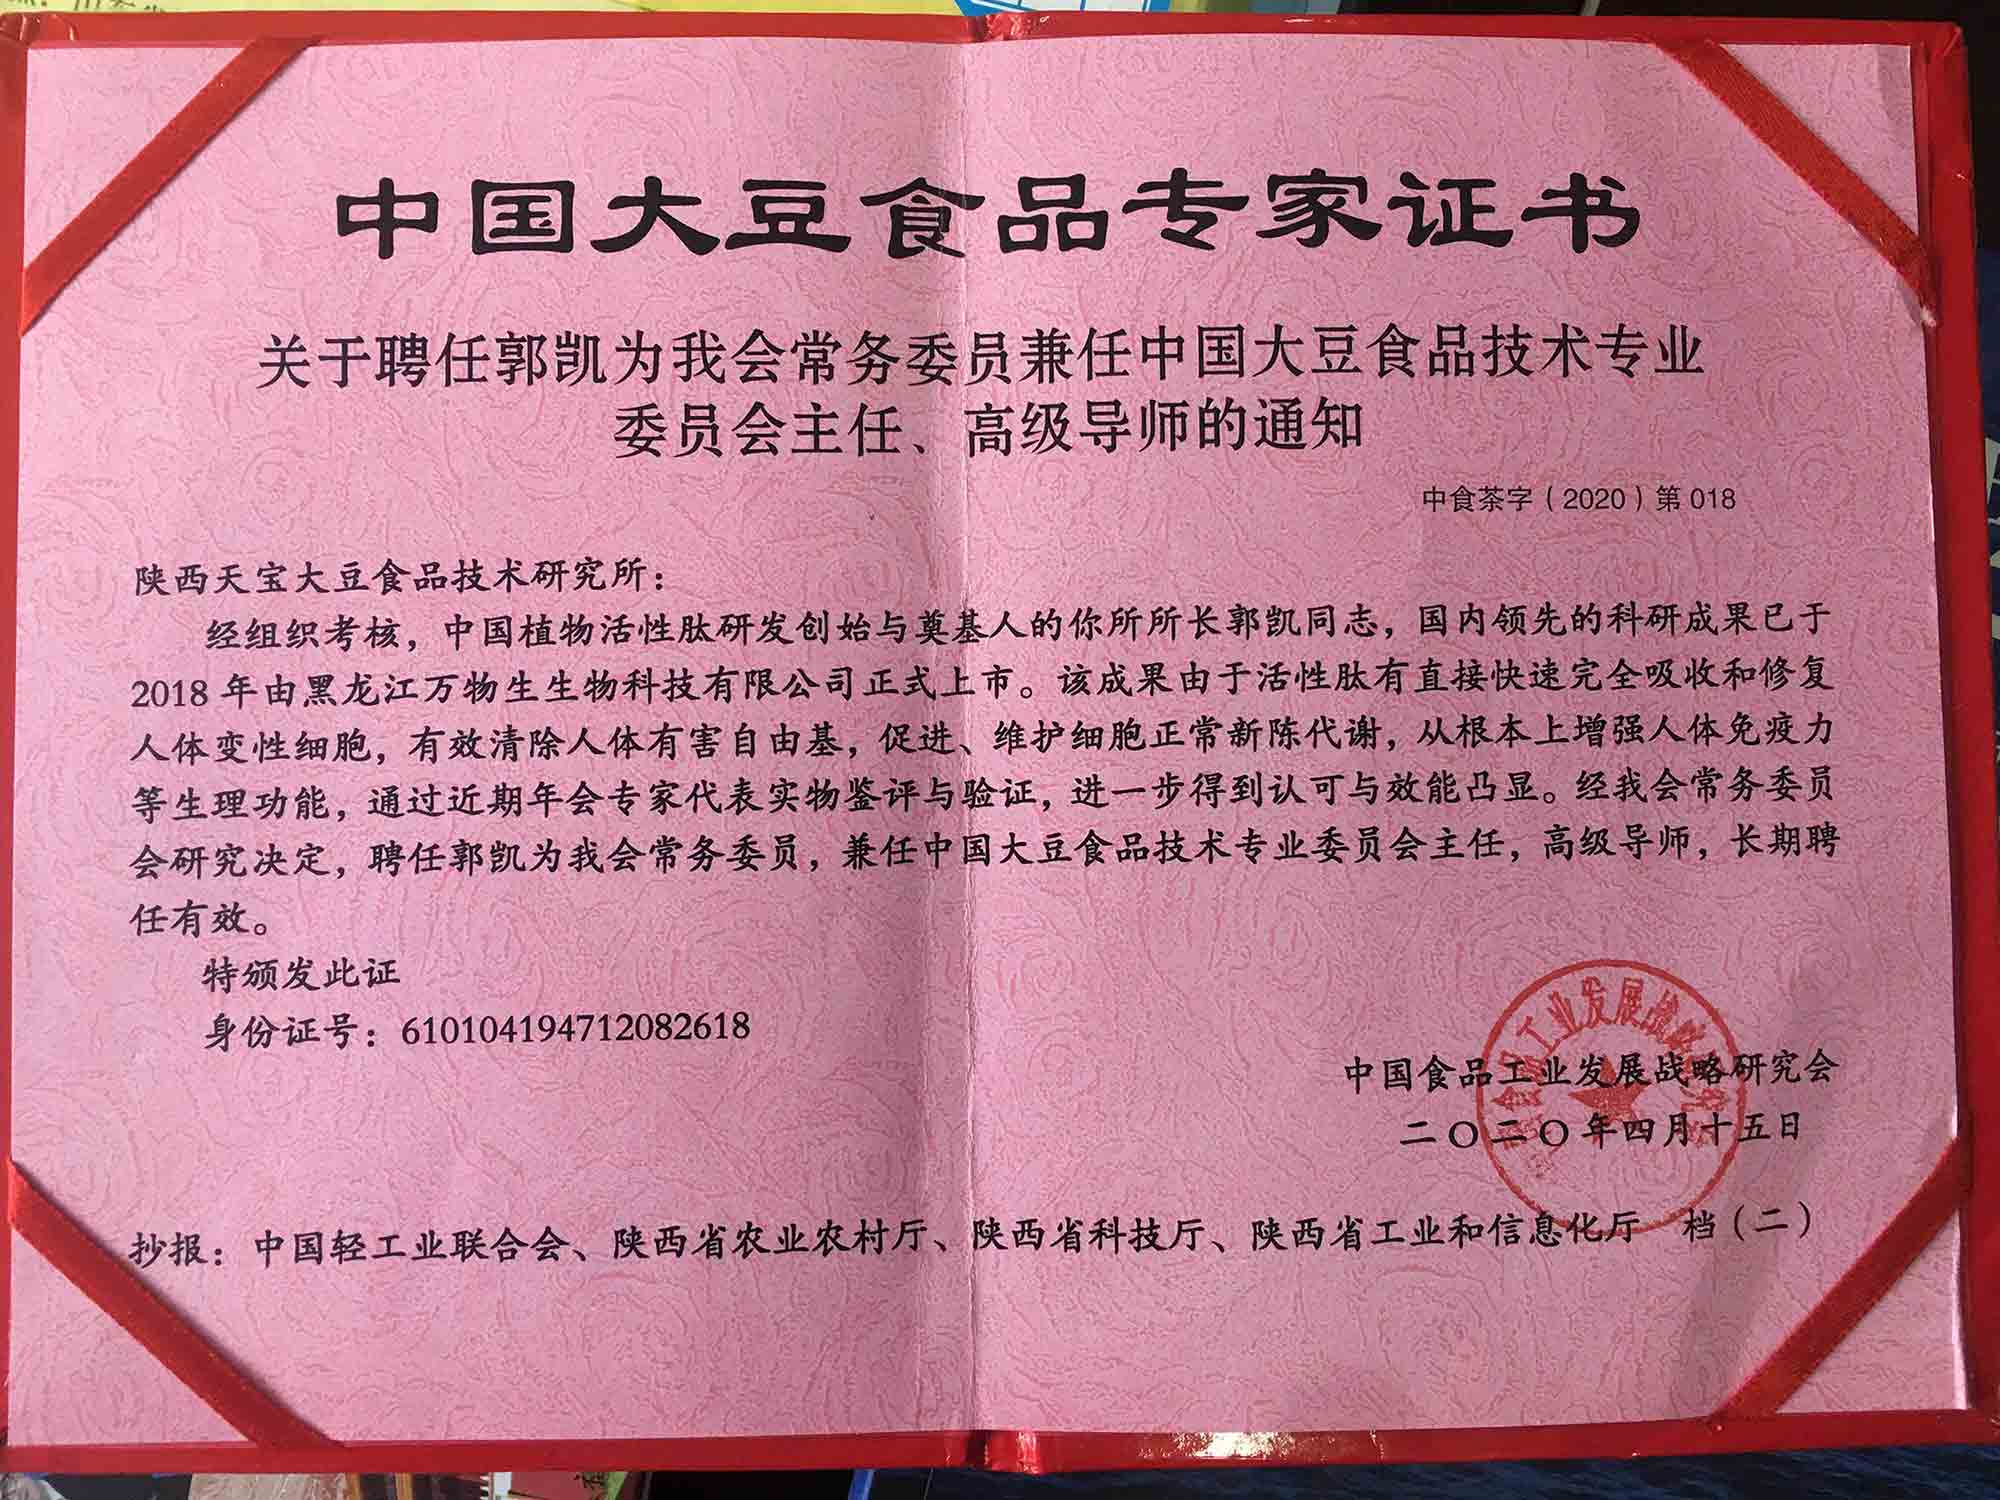 中国大豆食品专家证书
关于聘任郭凯为我会常务委员兼任中国大豆食品技术专业
委员会主任、高级导师的通知
中食茶字（2020）第 018
陕西天宝大豆食品技术研究所：
经组织考核，中国植物活性肽研发创始与奠基人的你所所长郭凯同志，国内领先的科研成果已于
2018 年由黑龙江万物生生物科技有限公司正式上市。该成果由于活性肽有直接快速完全吸收和修复
人体变性细胞，有效清除人体有害自由基，促进、维护细胞正常新陈代谢，从根本上增强人体免疫力
等生理功能，通过近期年会专家代表实物鉴评与验证，进一步得到认可与效能凸显。经我会常务委员
会研究决定，聘任郭凯为我会常务委员，兼任中国大豆食品技术专业委员会主任，高级导师，长期聘
任有效。
特颁发此证
身份证号：610104194712082618
工业发展战略
中国食品工业发展战略研究会
二〇二〇年四月十五日
抄报：中国轻工业联合会、陕西省农业农村厅、陕西省科技厅、陕西省工业和信息化厅 档（二）